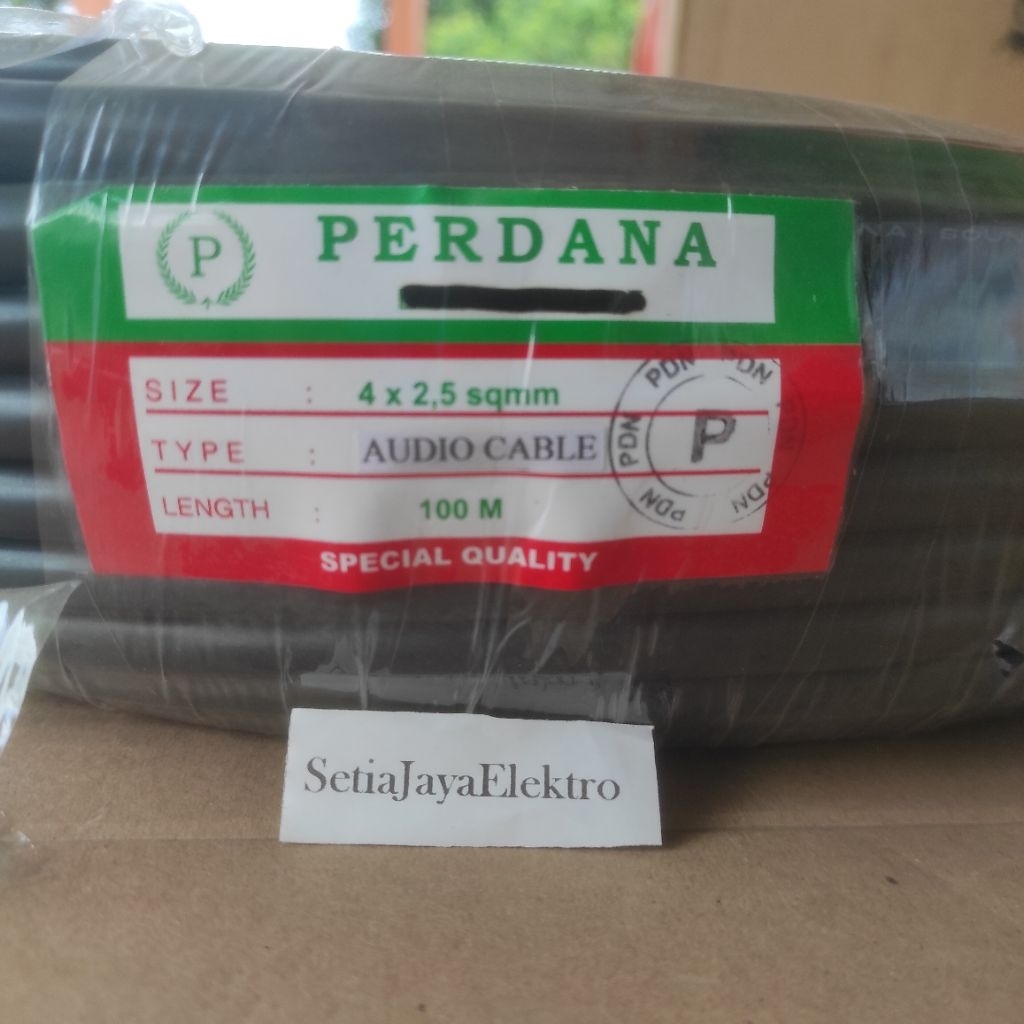 P
PERDANA
SIZE : 4 x 2,5 sqmm
TYPE : AUDIO CABLE
LENGTH : 100 M
SPECIAL QUALITY
PDN PDN PDN PDN PDN
P
SetiaJayaElektro